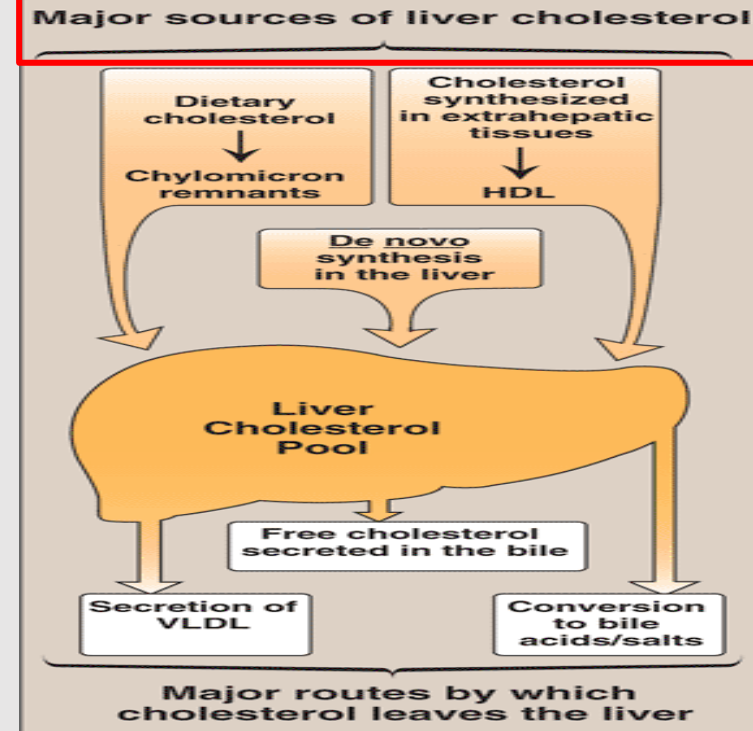 Major sources of liver cholesterol
Dietary
cholesterol
Chylomicron
remnants
Cholesterol
synthesized
in extrahepatic
tissues
HDL
De novo
synthesis
in the liver
Liver
Cholesterol
Pool
Free cholesterol
secreted in the bile
Secretion of
VLDL
Conversion
to bile
acids/salts
Major routes by which
cholesterol leaves the liver